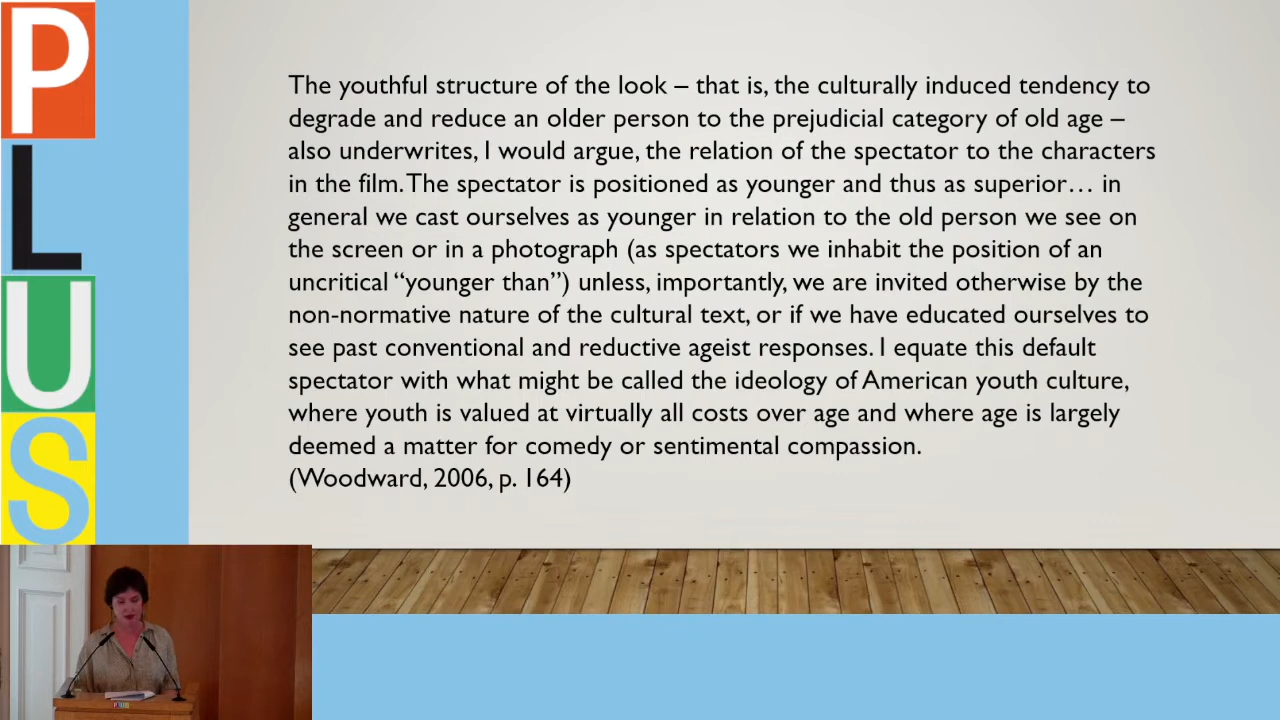 PLUS
The youthful structure of the look – that is, the culturally induced tendency to
degrade and reduce an older person to the prejudicial category of old age –
also underwrites, I would argue, the relation of the spectator to the characters
in the film. The spectator is positioned as younger and thus as superior… in
general we cast ourselves as younger in relation to the old person we see on
the screen or in a photograph (as spectators we inhabit the position of an
uncritical “younger than”) unless, importantly, we are invited otherwise by the
non-normative nature of the cultural text, or if we have educated ourselves to
see past conventional and reductive ageist responses. I equate this default
spectator with what might be called the ideology of American youth culture,
where youth is valued at virtually all costs over age and where age is largely
deemed a matter for comedy or sentimental compassion.
(Woodward, 2006, p. 164)
PLUS